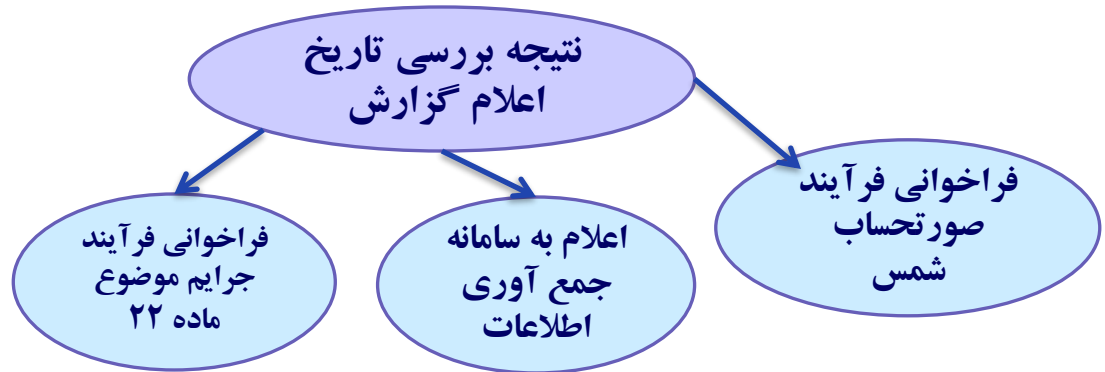 نتیجه بررسی تاریخ
اعلام گزارش
فراخوانی فرآیند
صورتحساب
شمس
اعلام به سامانه
جمع آوری
اطلاعات
فراخوانی فرآیند
جرایم موضوع
ماده ۲۲